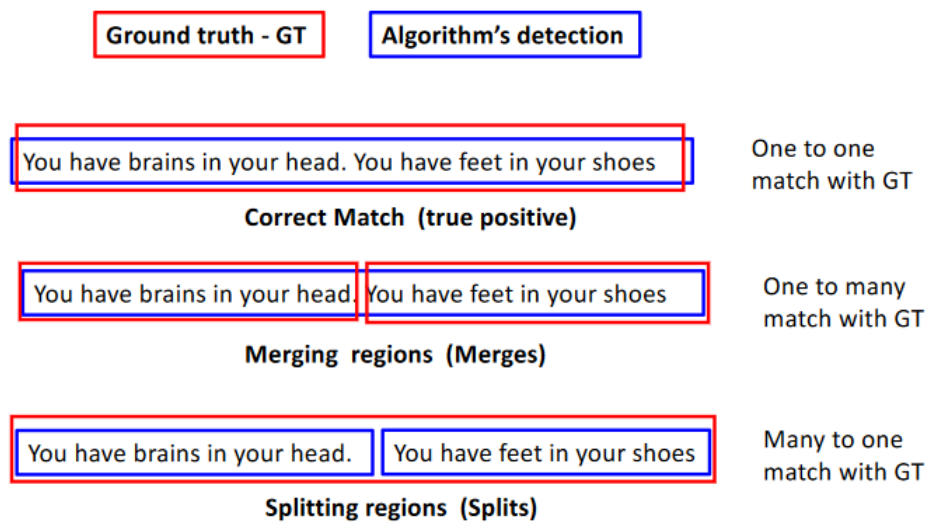 Ground truth - GT
Algorithm's detection
You have brains in your head. You have feet in your shoes
One to one
match with GT
Correct Match (true positive)
You have brains in your head. You have feet in your shoes
One to many
match with GT
Merging regions (Merges)
You have brains in your head.
You have feet in your shoes
Many to one
match with GT
Splitting regions (Splits)